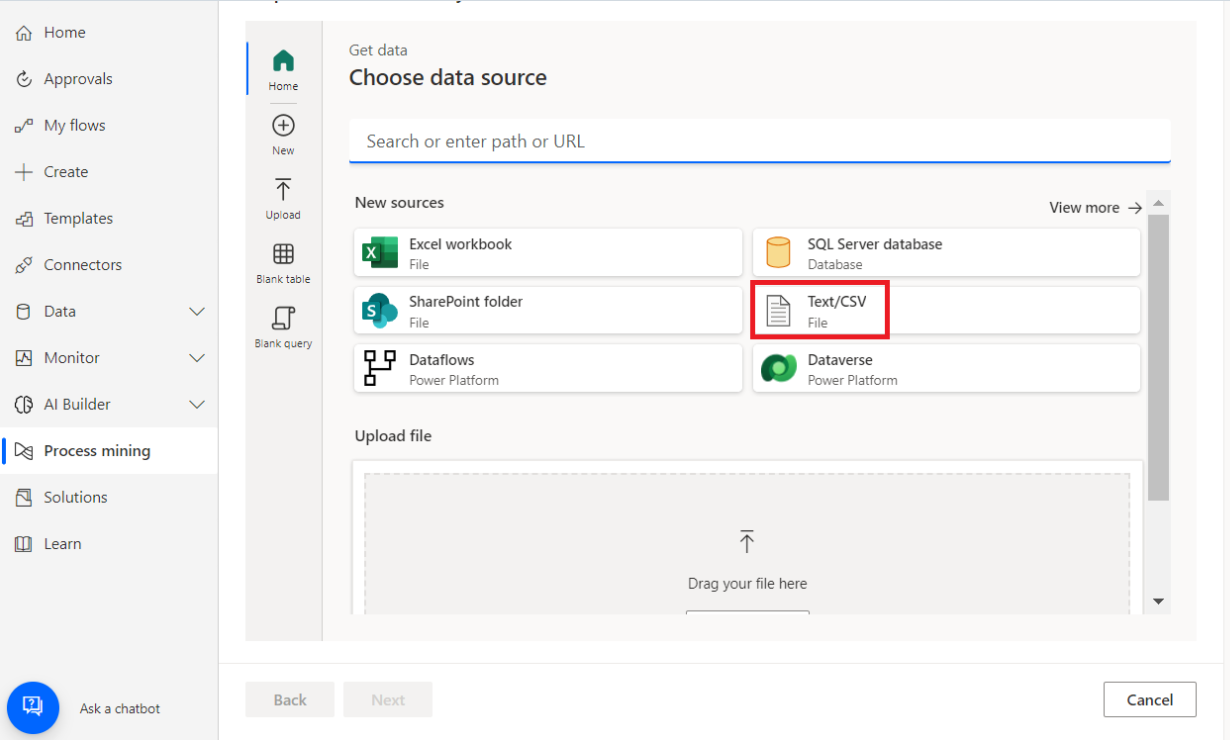 Home
Approvals
My flows
Create
Templates
Connectors
Data
Monitor
AI Builder
Process mining
Solutions
Learn
Ask a chatbot
Home
New
Upload
Blank table
Blank query
Get data
Choose data source
Search or enter path or URL
New sources
View more
Excel workbook
File
SQL Server database
Database
SharePoint folder
File
Text/CSV
File
Dataflows
Power Platform
Dataverse
Power Platform
Upload file
Drag your file here
Back
Next
Cancel